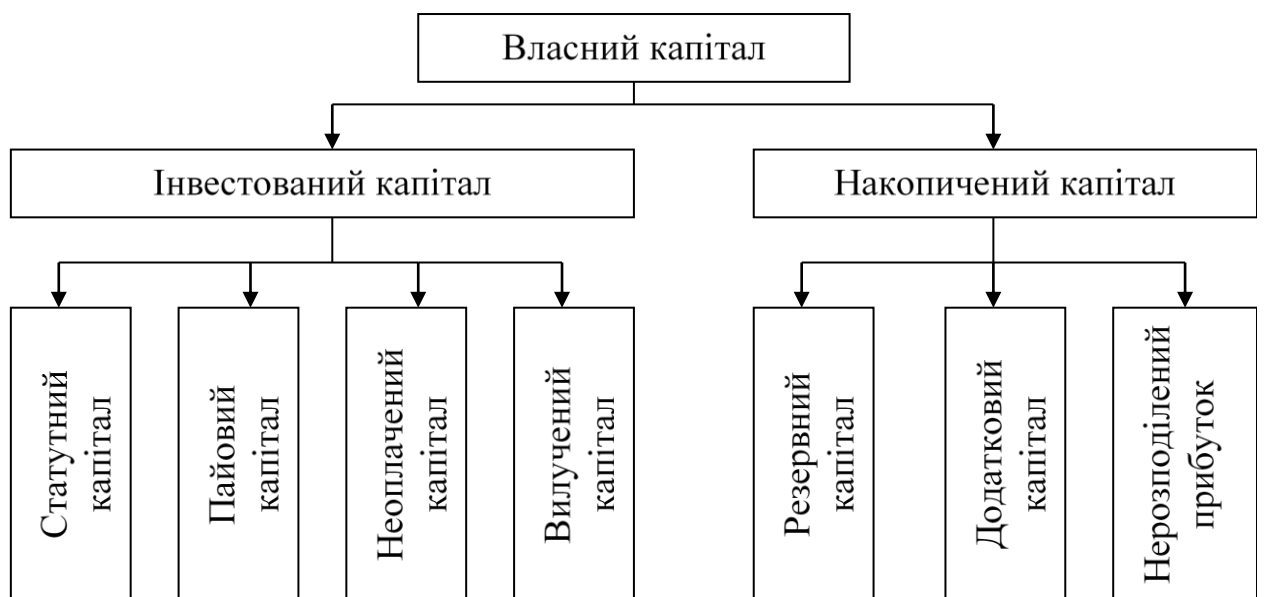 Власний капітал
Інвестований капітал
Накопичений капітал
Статутний
капітал
Пайовий
капітал
Неоплачений
капітал
Вилучений
капітал
Резервний
капітал
Додатковий
капітал
Нерозподілений
прибуток